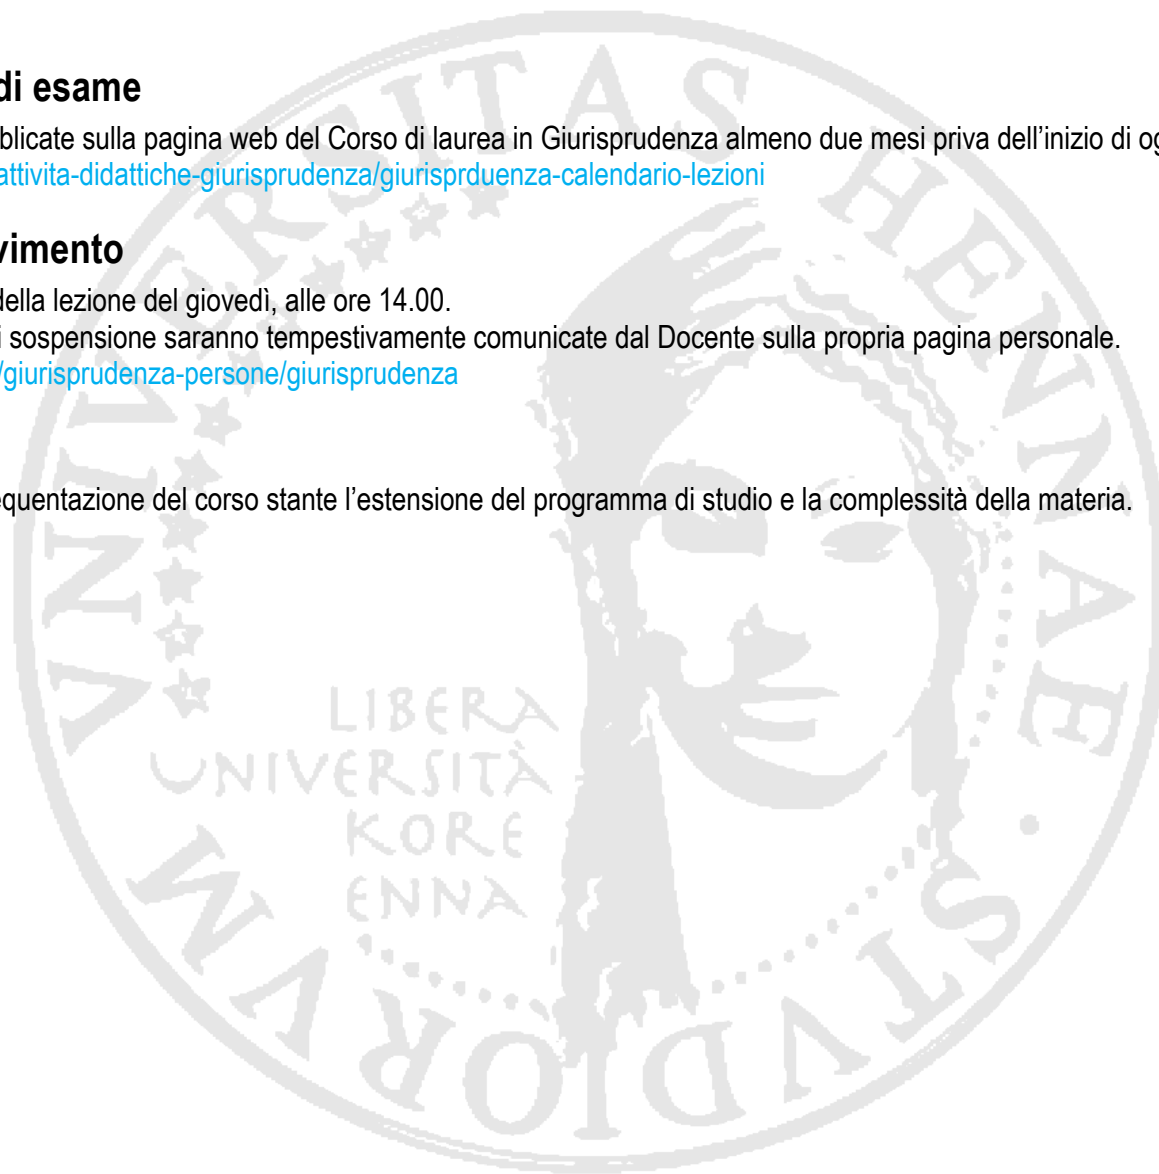 di esame
blicate sulla pagina web del Corso di laurea in Giurisprudenza almeno due mesi priva dell’inizio di og
attivita-didattiche-giurisprudenza/giurisprduenza-calendario-lezioni
vimento
della lezione del giovedì, alle ore 14.00.
i sospensione saranno tempestivamente comunicate dal Docente sulla propria pagina personale.
/giurisprudenza-persone/giurisprudenza
equentazione del corso stante l’estensione del programma di studio e la complessità della materia.
VNIVERSITAS HENNAE · STVDIORVM
LIBERA
UNIVERSITÀ
KORE
ENNA